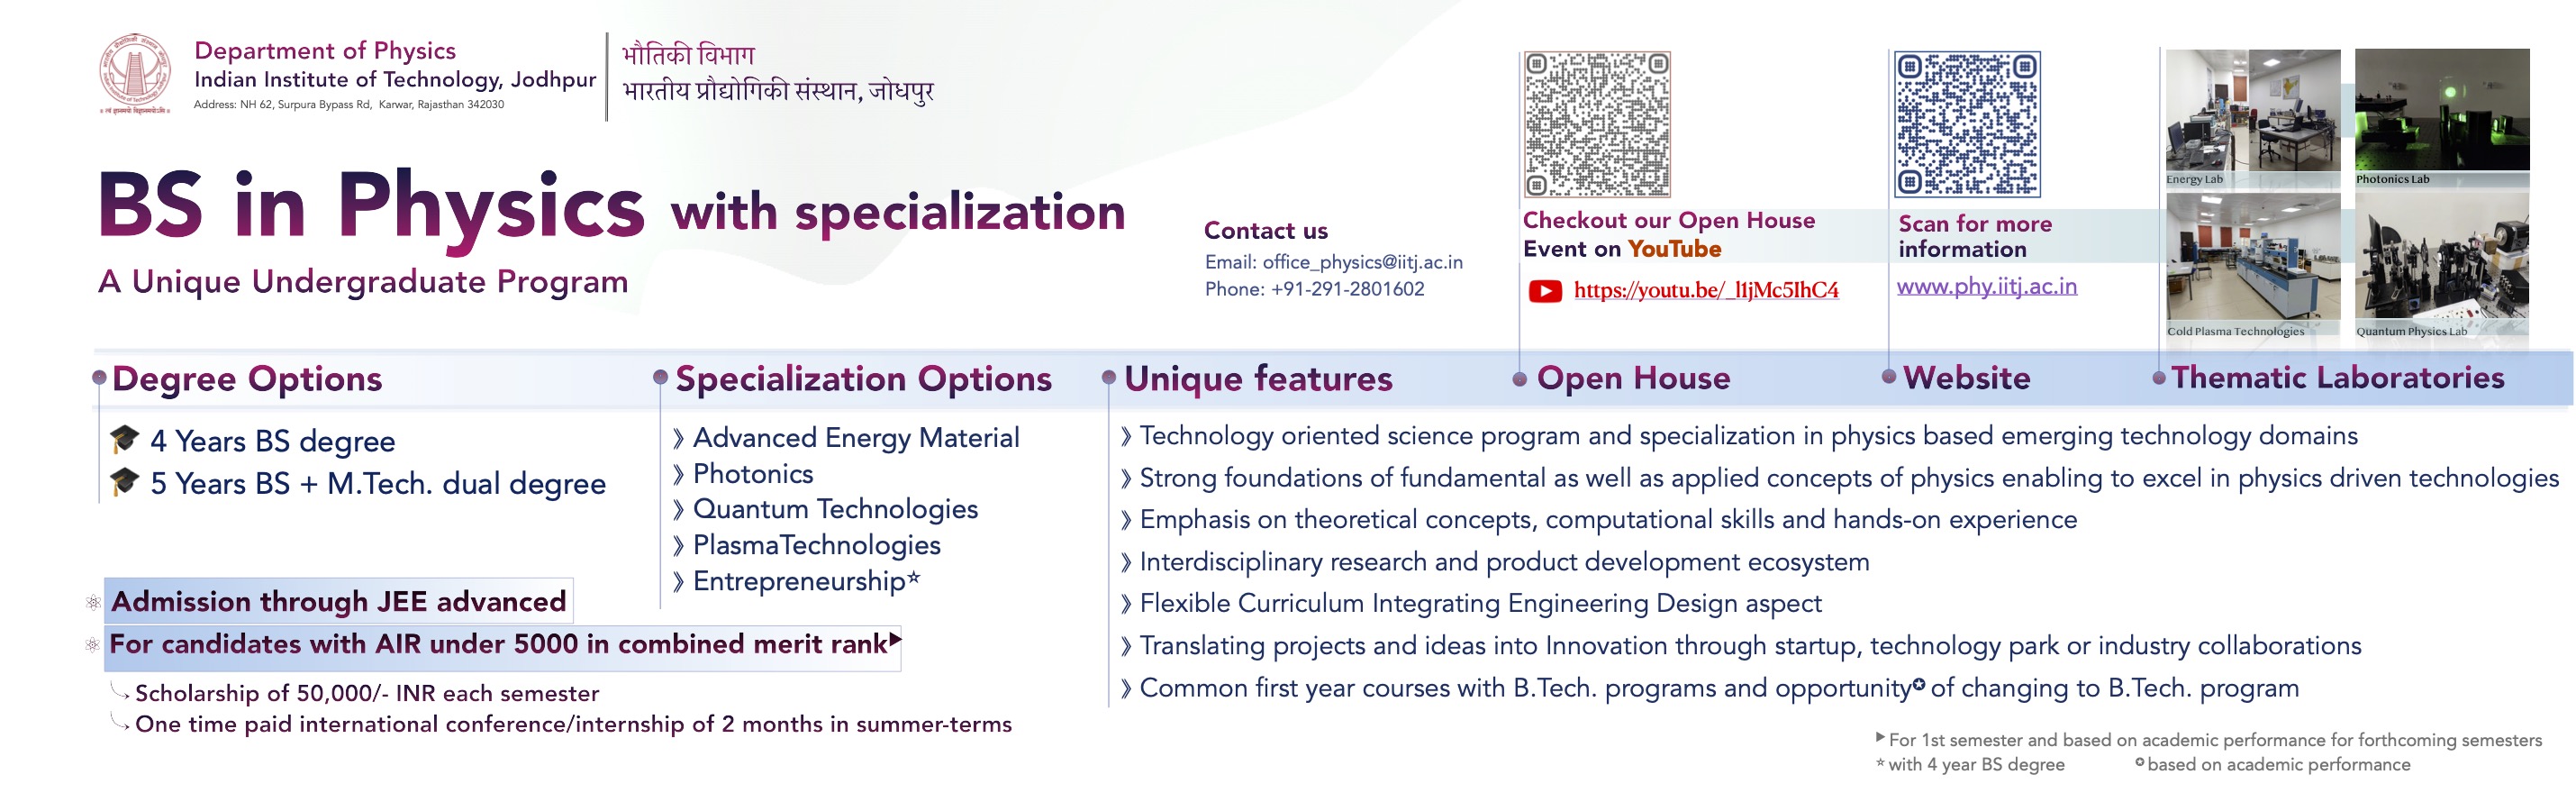 Department of Physics
Indian Institute of Technology, Jodhpur
Address: NH 62, Surpura Bypass Rd, Karwar, Rajasthan 342030
भौतिकी विभाग
भारतीय प्रौद्योगिकी संस्थान, जोधपुर
BS in Physics with specialization
A Unique Undergraduate Program
Contact us
Email: office_physics@iitj.ac.in
Phone: +91-291-2801602
Checkout our Open House
Event on YouTube
https://youtu.be/_l1jMc5IhC4
Scan for more
information
www.phy.iitj.ac.in
Energy Lab
Photonics Lab
Cold Plasma Technologies
Quantum Physics Lab
Degree Options
4 Years BS degree
5 Years BS + M.Tech. dual degree
Admission through JEE advanced
For candidates with AIR under 5000 in combined merit rank▶
Scholarship of 50,000/- INR each semester
One time paid international conference/internship of 2 months in summer-terms
Specialization Options
》Advanced Energy Material
》Photonics
》Quantum Technologies
》PlasmaTechnologies
》Entrepreneurship☆
Unique features
Open House
Website
Thematic Laboratories
》Technology oriented science program and specialization in physics based emerging technology domains
》Strong foundations of fundamental as well as applied concepts of physics enabling to excel in physics driven technologies
》Emphasis on theoretical concepts, computational skills and hands-on experience
》Interdisciplinary research and product development ecosystem
》Flexible Curriculum Integrating Engineering Design aspect
》Translating projects and ideas into Innovation through startup, technology park or industry collaborations
》Common first year courses with B.Tech. programs and opportunity✪ of changing to B.Tech. program
▶ For 1st semester and based on academic performance for forthcoming semesters
☆ with 4 year BS degree
✪ based on academic performance